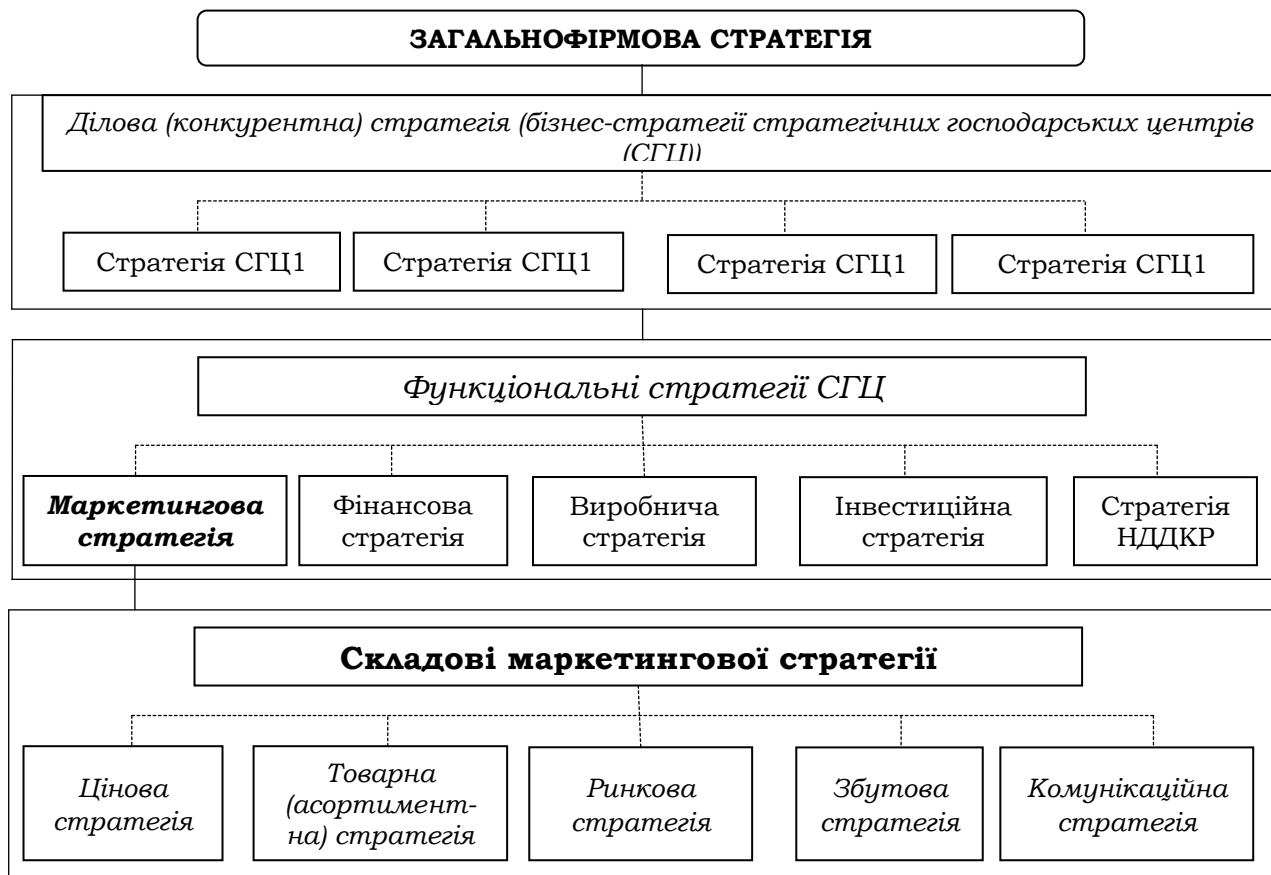 ЗАГАЛЬНОФІРМОВА СТРАТЕГІЯ
Ділова (конкурентна) стратегія (бізнес-стратегії стратегічних господарських центрів
(СГЦ))
Стратегія СГЦ1
Стратегія СГЦ1
Стратегія СГЦ1
Стратегія СГЦ1
Функціональні стратегії СГЦ
Маркетингова
стратегія
Фінансова
стратегія
Виробнича
стратегія
Інвестиційна
стратегія
Стратегія
НДДКР
Складові маркетингової стратегії
Цінова
стратегія
Товарна
(асортимент-
на) стратегія
Ринкова
стратегія
Збутова
стратегія
Комунікаційна
стратегія